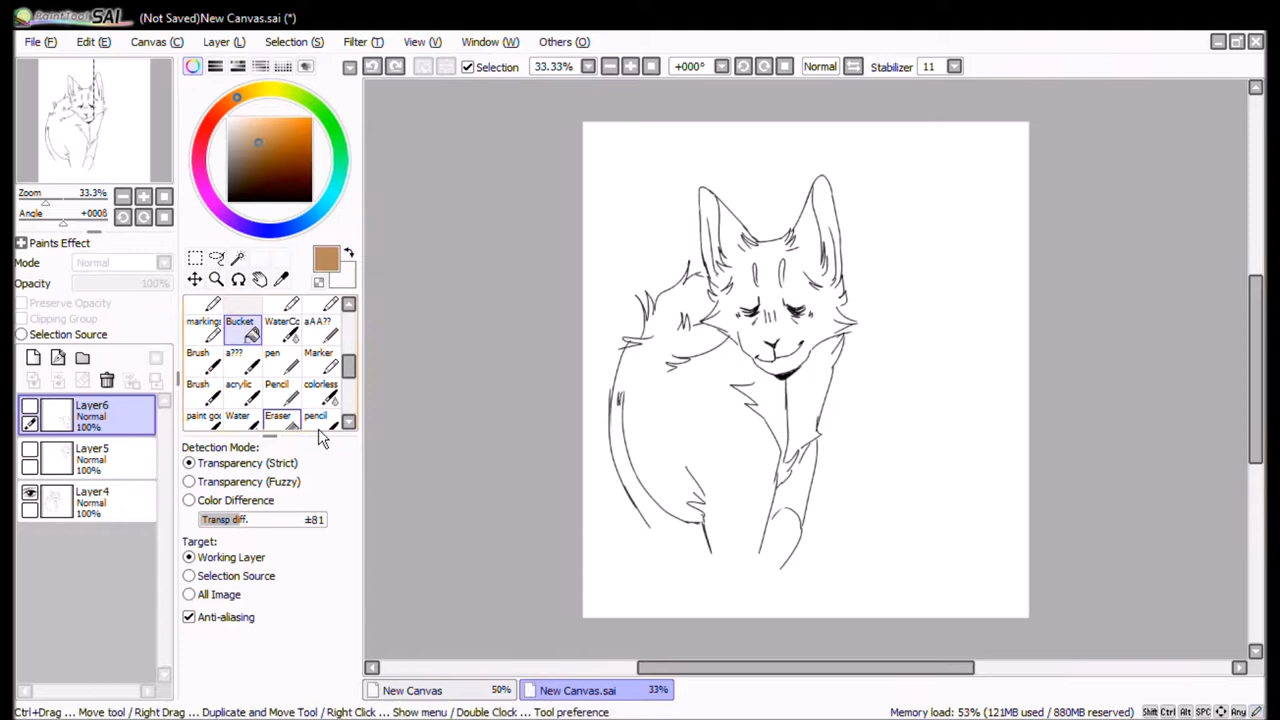 PaintTool SAI (Not Saved)New Canvas.sai (*)
File (F) Edit (E) Canvas (C) Layer (L) Selection (S) Filter (T) View (V) Window (W) Others (O)
Selection 33.33% +000° Normal Stabilizer 11
Zoom 33.3%
Angle +000B
Paints Effect
Mode Normal
Opacity 100%
Preserve Opacity
Clipping Group
Selection Source
Layer6
Normal
100%
Layer5
Normal
100%
Layer4
Normal
100%
markings Bucket WaterCo aAA??
Brush a??? pen Marker
Brush acrylic Pencil colorless
paint goo Water Eraser pencil
Detection Mode:
Transparency (Strict)
Transparency (Fuzzy)
Color Difference
Transp diff. ±81
Target:
Working Layer
Selection Source
All Image
Anti-aliasing
New Canvas 50% New Canvas.sai 33%
Ctrl+Drag ... Move tool / Right Drag ... Duplicate and Move Tool / Right Click ... Show menu / Double Clock ... Tool preference Memory load: 53% (121MB used / 880MB reserved) Shift Ctrl Alt SPC Any